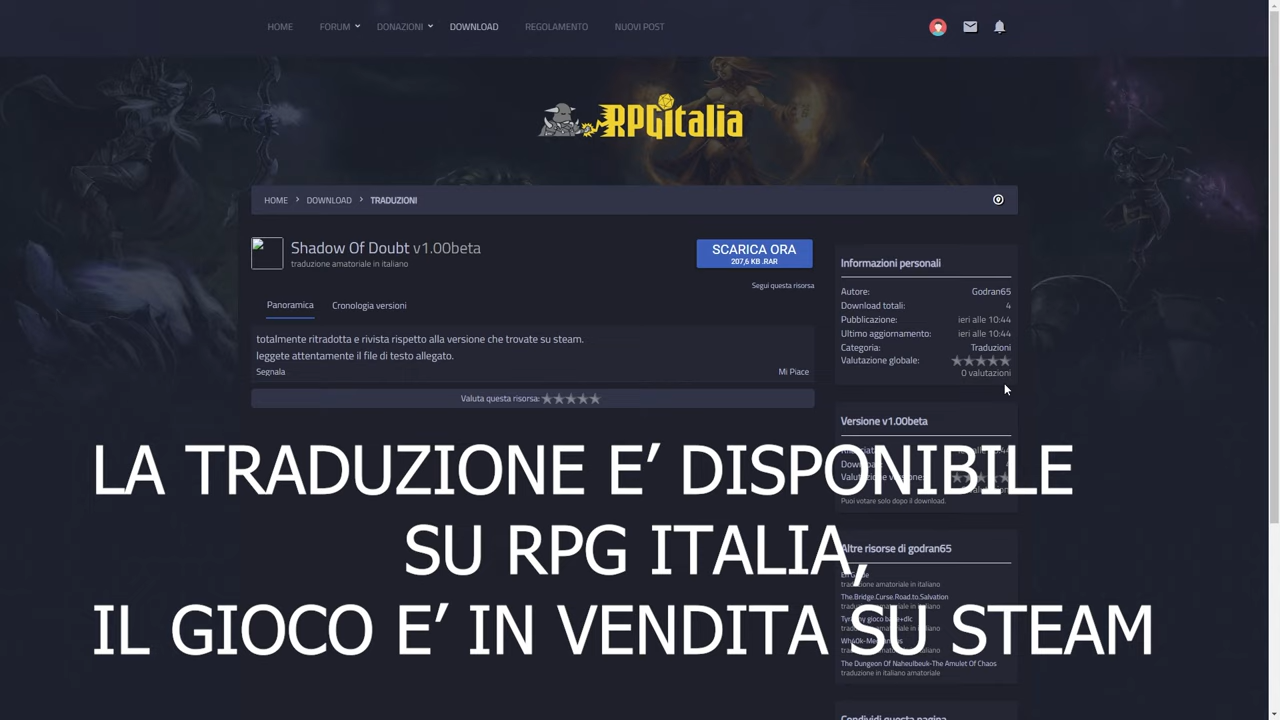 HOME FORUM DONAZIONI DOWNLOAD REGOLAMENTO NUOVI POST
RPGitalia
HOME > DOWNLOAD > TRADUZIONI
Shadow Of Doubt v1.00beta
traduzione amatoriale in italiano
SCARICA ORA
207,6 KB .RAR
Segui questa risorsa
Panoramica Cronologia versioni
totalmente ritradotta e rivista rispetto alla versione che trovate su steam.
leggete attentamente il file di testo allegato.
Segnala Mi Piace
Valuta questa risorsa:
Informazioni personali
Autore: Godran65
Download totali: 4
Pubblicazione: ieri alle 10:44
Ultimo aggiornamento: ieri alle 10:44
Categoria: Traduzioni
Valutazione globale:
0 valutazioni
Versione v1.00beta
Puoi votare solo dopo il download.
Altre risorse di godran65
traduzione amatoriale in italiano
The.Bridge.Curse.Road.to.Salvation
The Dungeon Of Naheulbeuk-The Amulet Of Chaos
traduzione in italiano amatoriale
Condividi questa pagina
LA TRADUZIONE E’ DISPONIBILE
SU RPG ITALIA,
IL GIOCO E’ IN VENDITA SU STEAM